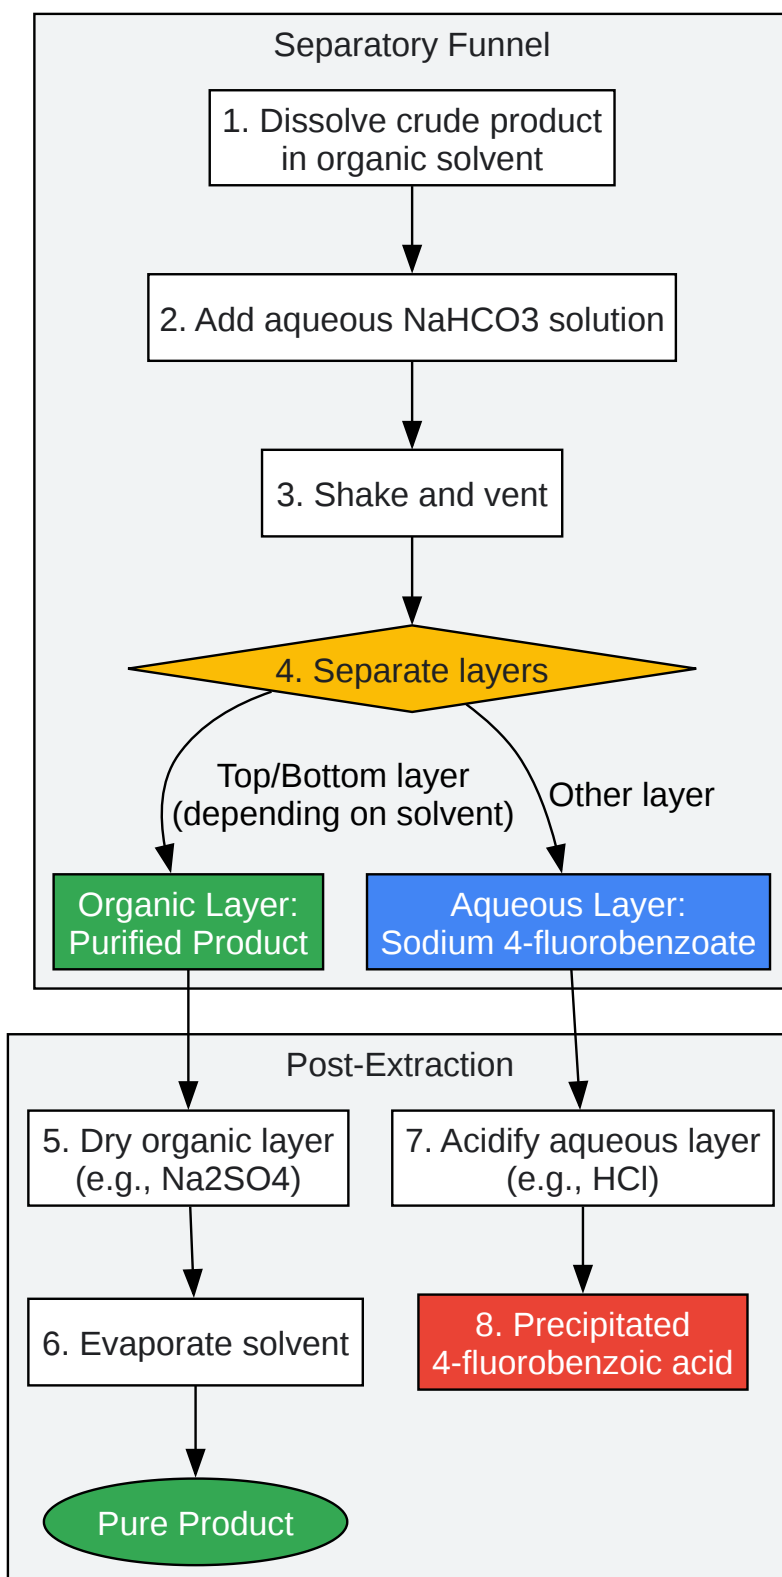 Separatory Funnel
1. Dissolve crude product
in organic solvent
2. Add aqueous NaHCO3 solution
3. Shake and vent
4. Separate layers
Top/Bottom layer
(depending on solvent)
Other layer
Organic Layer:
Purified Product
Aqueous Layer:
Sodium 4-fluorobenzoate
Post-Extraction
5. Dry organic layer
(e.g., Na2SO4)
7. Acidify aqueous layer
(e.g., HCl)
6. Evaporate solvent
8. Precipitated
4-fluorobenzoic acid
Pure Product